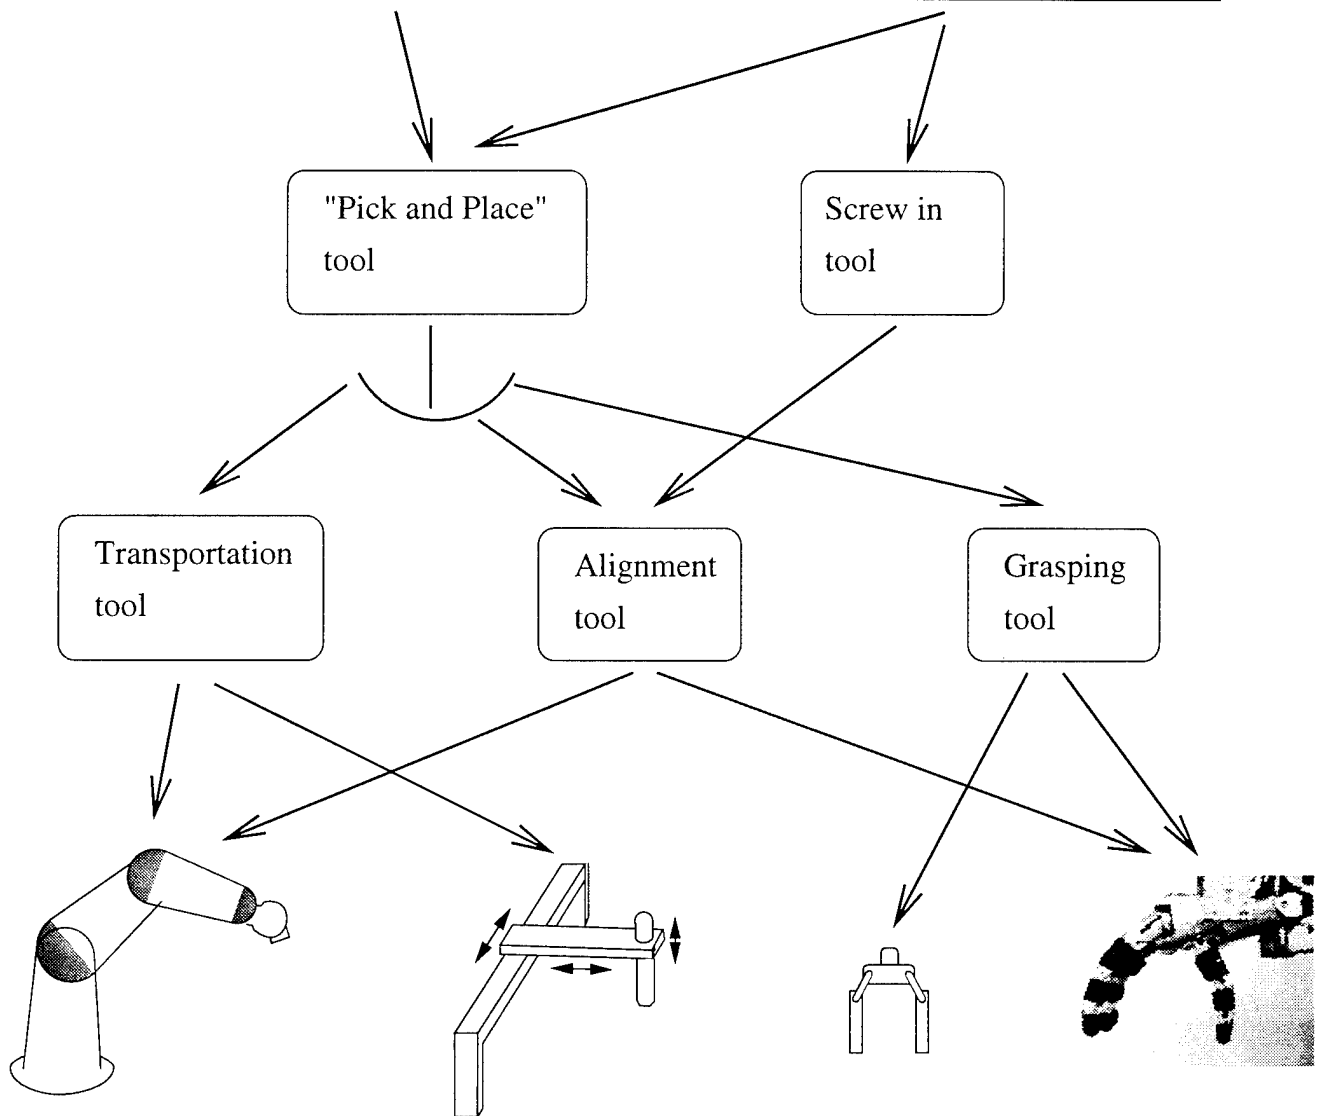 "Pick and Place"
tool
Screw in
tool
Transportation
tool
Alignment
tool
Grasping
tool